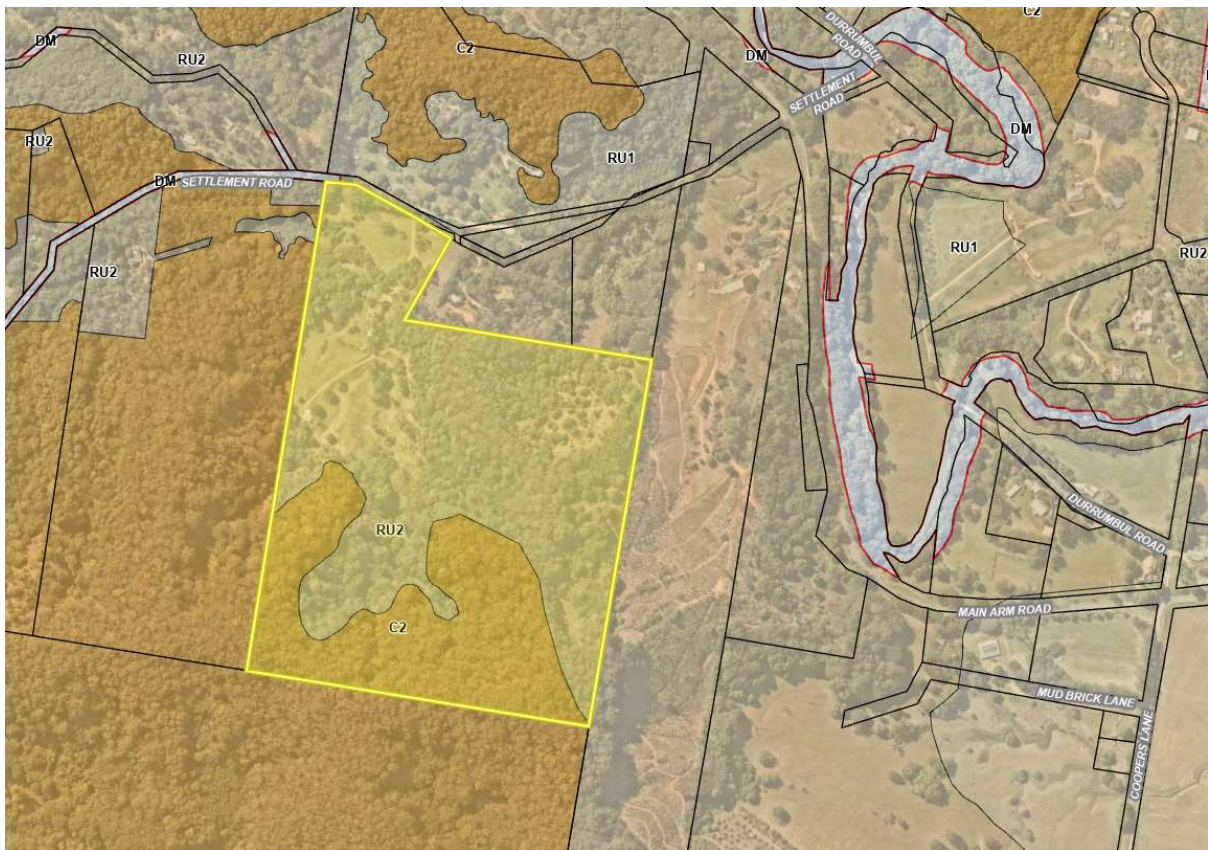 DM
RU2
C2
DURRUMBUL
ROAD
C2
DM
SETTLEMENT
ROAD
DM
RU2
RU1
DM
SETTLEMENT ROAD
RU2
RU1
RU2
RU2
C2
DURRUMBUL ROAD
MAIN ARM ROAD
MUD BRICK LANE
COOPERS LANE